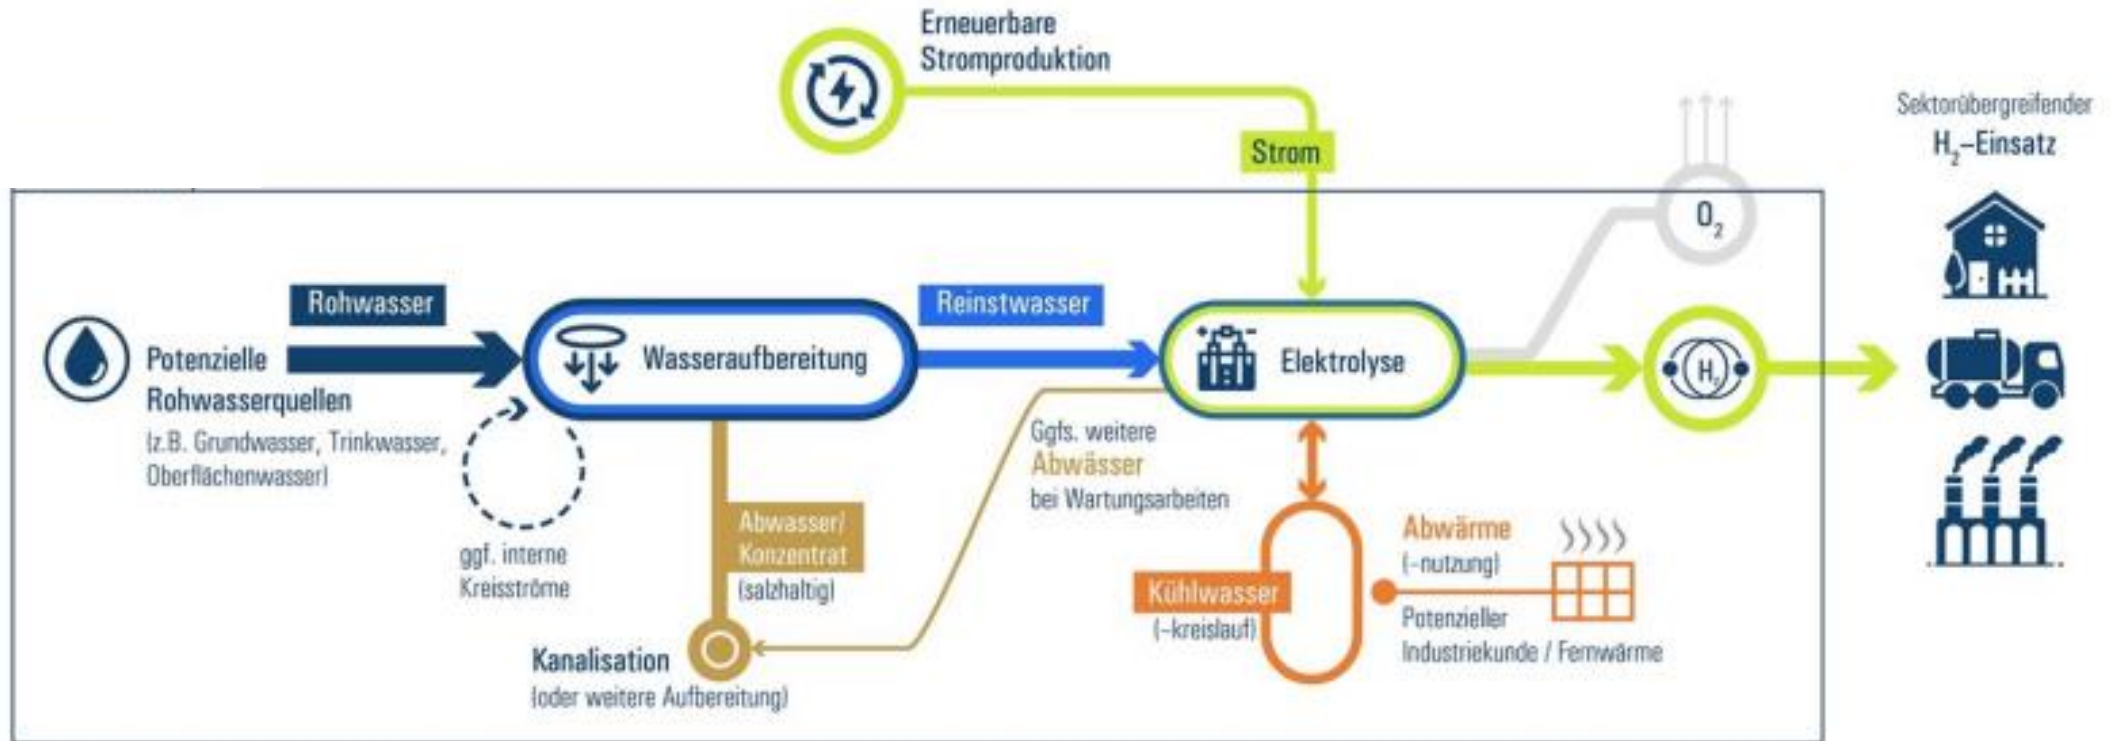 Erneuerbare
Stromproduktion
Strom
Sektorübergreifender
H₂–Einsatz
O₂
Rohwasser
Potenzielle
Rohwasserquellen
(z.B. Grundwasser, Trinkwasser,
Oberflächenwasser)
Wasseraufbereitung
Reinstwasser
Elektrolyse
H₂
ggf. interne
Kreisströme
Abwasser/
Konzentrat
(salzhaltig)
Kanalisation
(oder weitere Aufbereitung)
Ggfs. weitere
Abwässer
bei Wartungsarbeiten
Kühlwasser
(–kreislauf)
Abwärme
(–nutzung)
Potenzieller
Industriekunde / Fernwärme